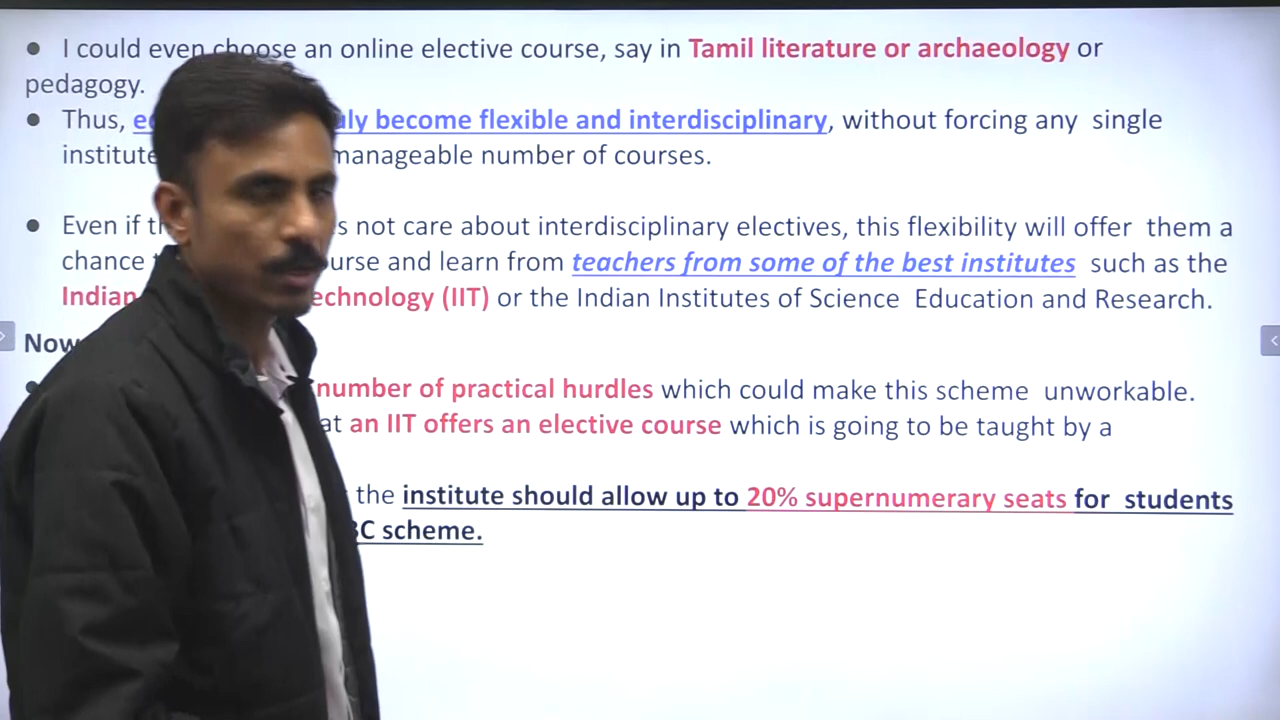 ● I could even choose an online elective course, say in Tamil literature or archaeology or
pedagogy.
● Thus, uly become flexible and interdisciplinary, without forcing any single
institute manageable number of courses.
● Even if s not care about interdisciplinary electives, this flexibility will offer them a
chance urse and learn from teachers from some of the best institutes such as the
Indian echnology (IIT) or the Indian Institutes of Science Education and Research.
Now
number of practical hurdles which could make this scheme unworkable.
at an IIT offers an elective course which is going to be taught by a
the institute should allow up to 20% supernumerary seats for students
C scheme.